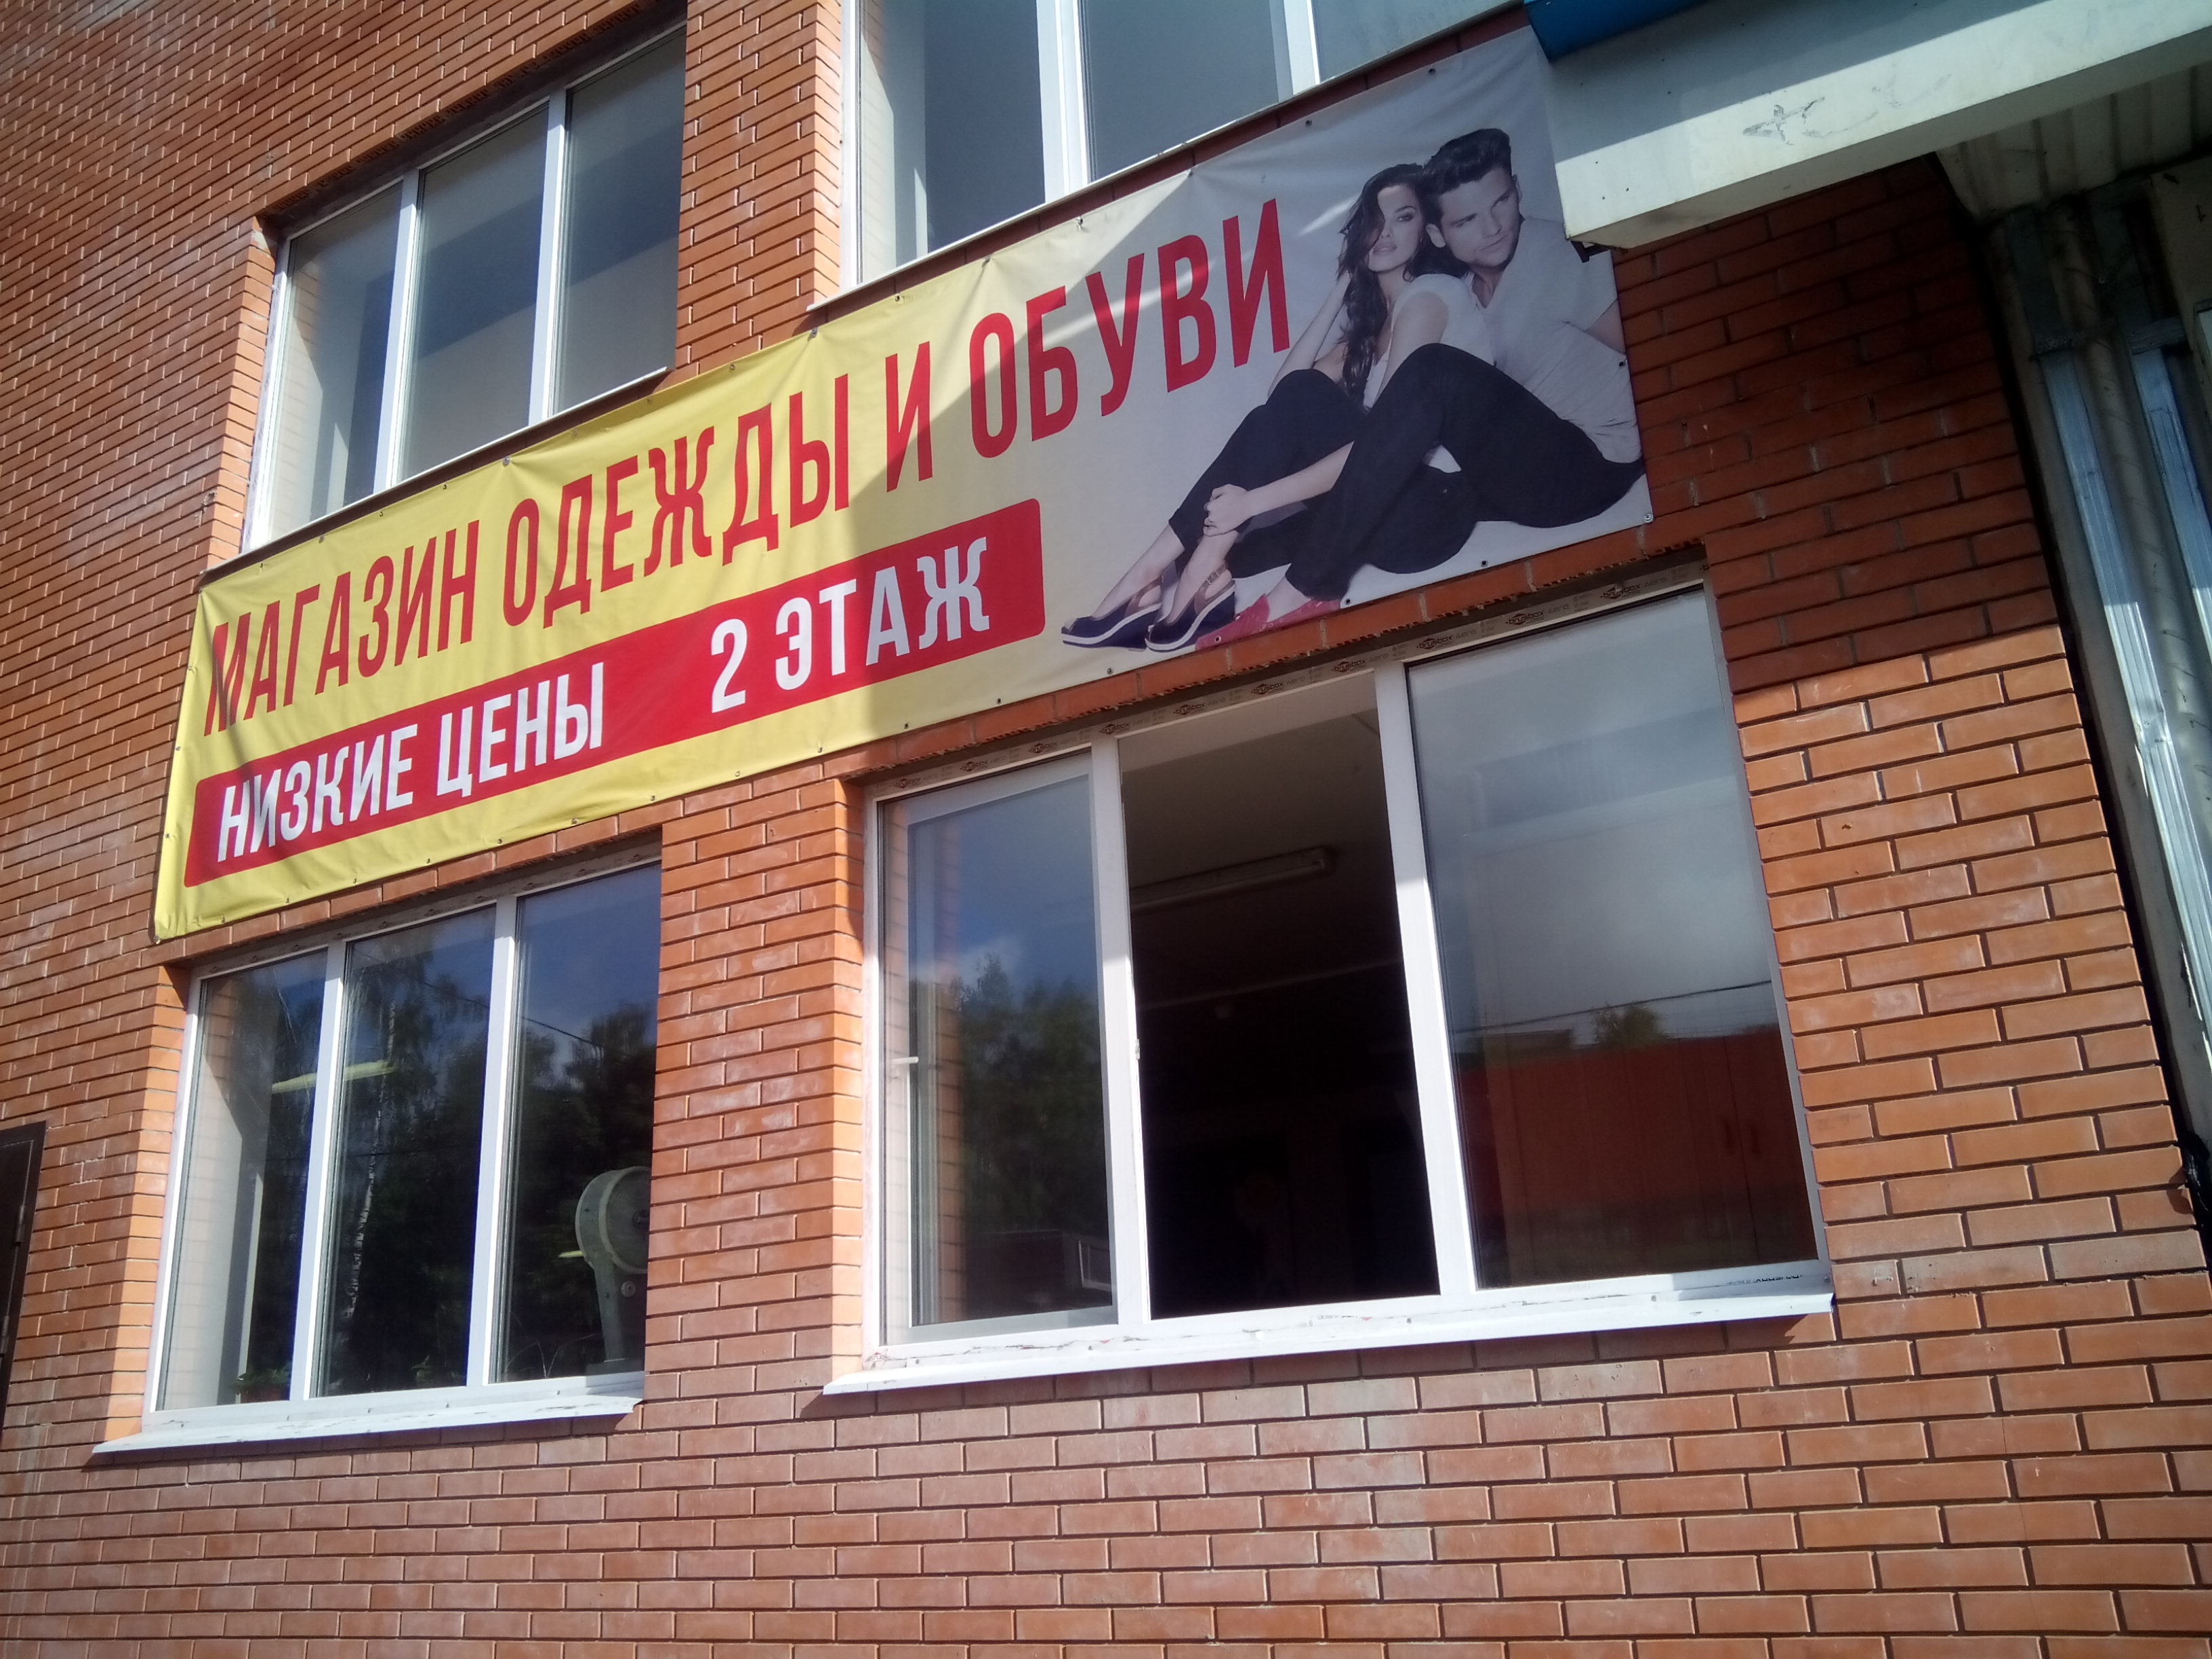 МАГАЗИН ОДЕЖДЫ И ОБУВИ
НИЗКИЕ ЦЕНЫ 2 ЭТАЖ